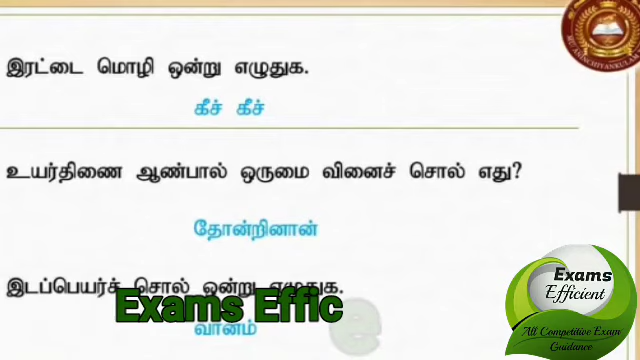 இரட்டை மொழி ஒன்று எழுதுக.
கீச் கீச்
உயர்திணை ஆண்பால் ஒருமை வினைச் சொல் எது?
தோன்றினான்
இடப்பெயர்ச் சொல் ஒன்று எழுதுக.
Exams Effic
வானம்
e
Exams
Efficient
All Competitive Exam
Guidance